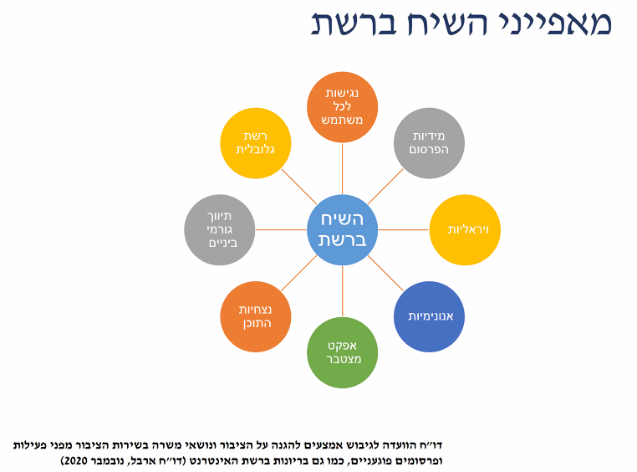 מאפייני השיח ברשת
נגישות
לכל
משתמש
מידיות
הפרסום
ויראליות
אנונימיות
אפקט
מצטבר
נצחיות
התוכן
תיווך
גורמי
ביניים
רשת
גלובלית
השיח
ברשת
דו״ח הוועדה לגיבוש אמצעים להגנה על הציבור ונושאי משרה בשירות הציבור מפני פעילות
ופרסומים פוגעניים, כמו גם בריונות ברשת האינטרנט (דו״ח ארבל, נובמבר 2020)